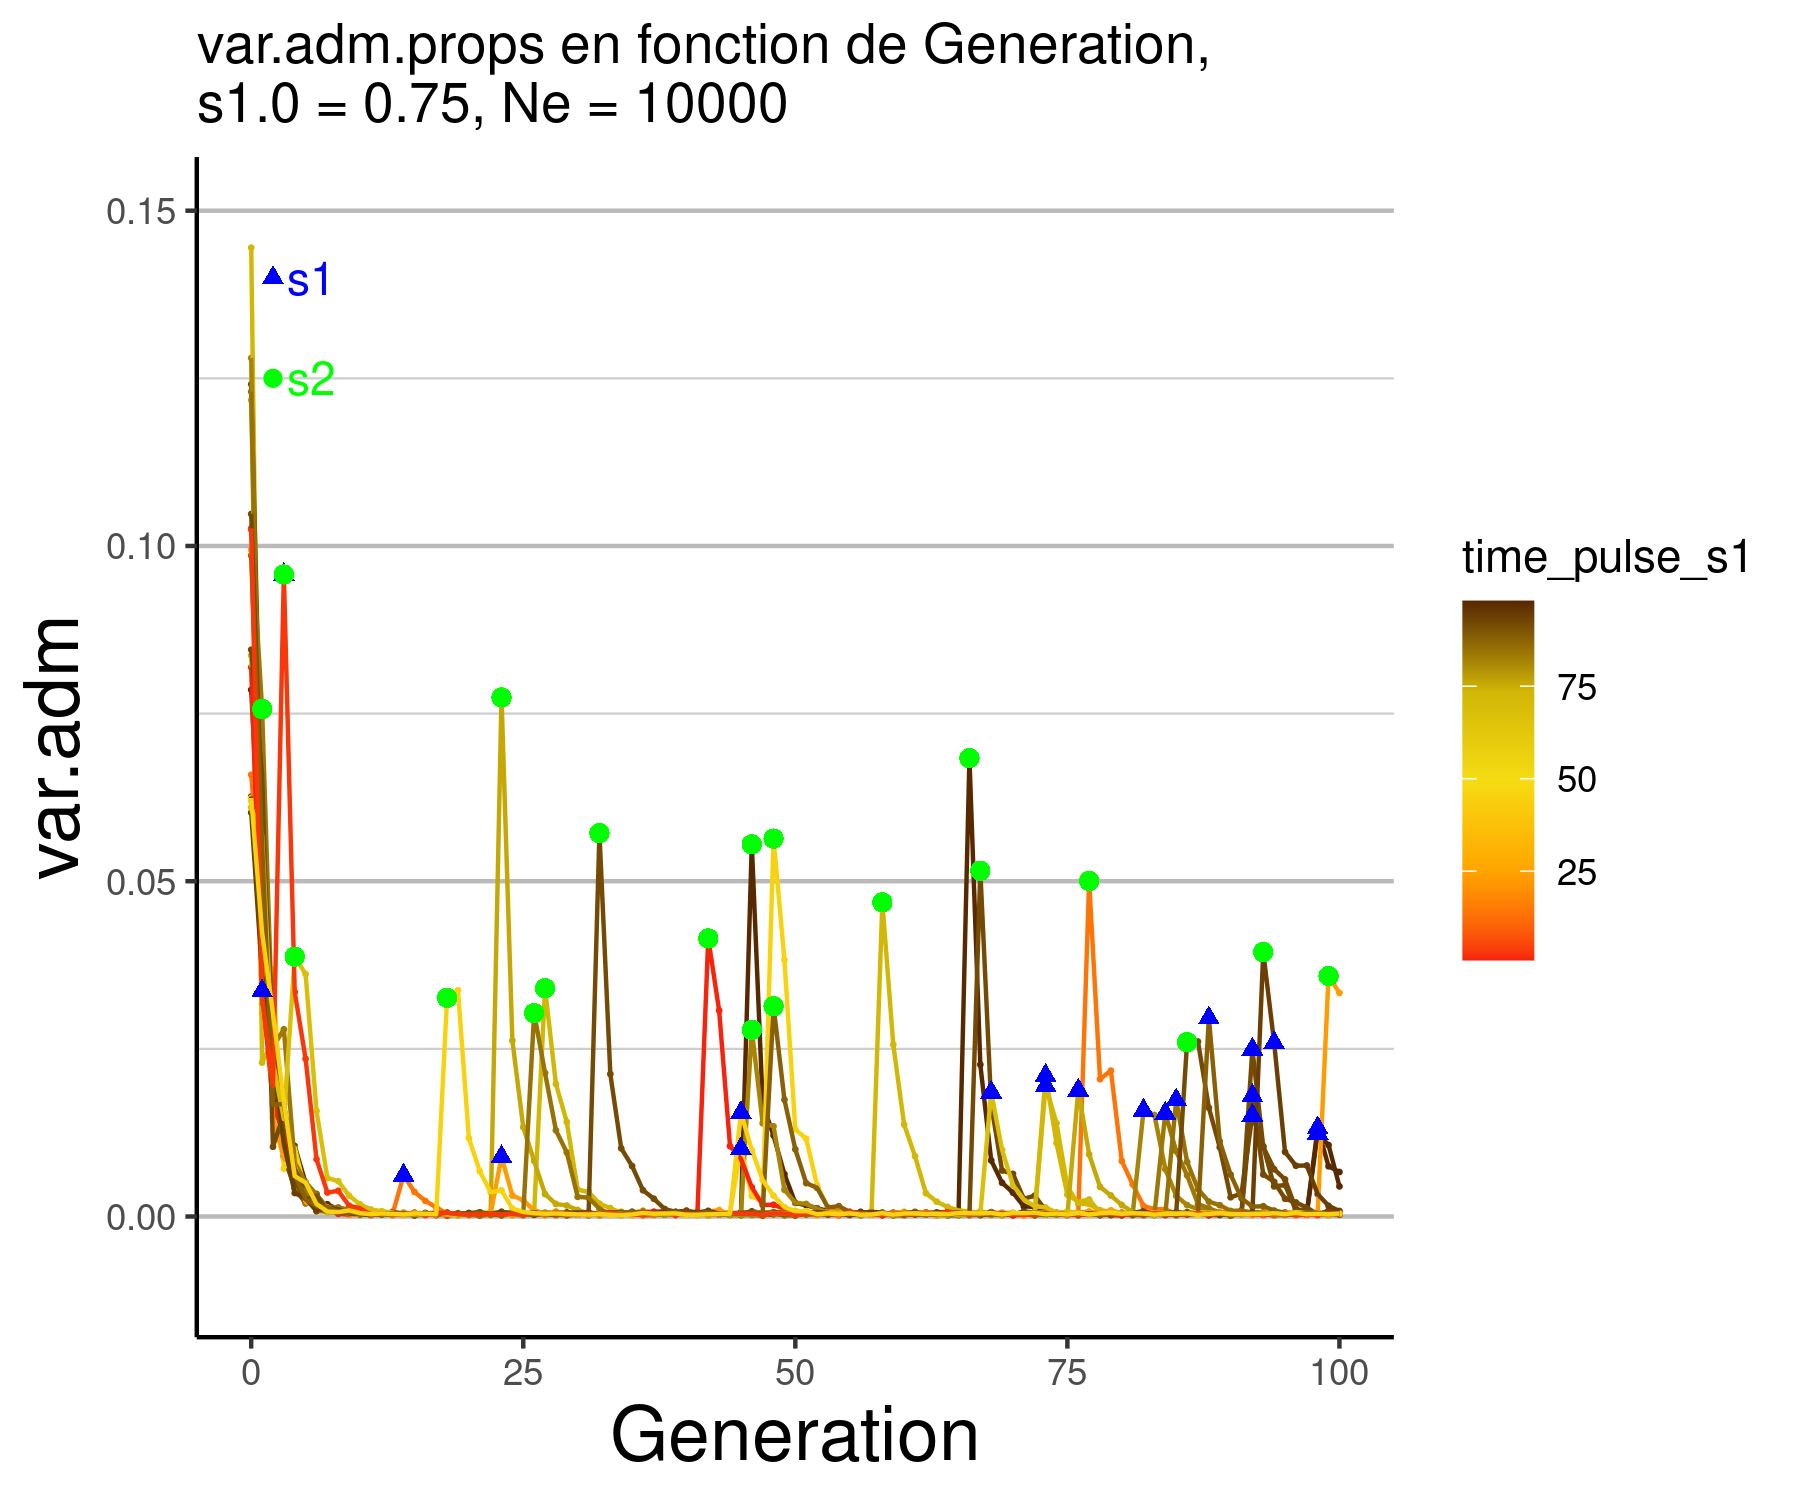 var.adm.props en fonction de Generation,
s1.0 = 0.75, Ne = 10000
0.15
s1
s2
0.10
0.05
0.00
var.adm
0 25 50 75 100
Generation
time_pulse_s1
75
50
25